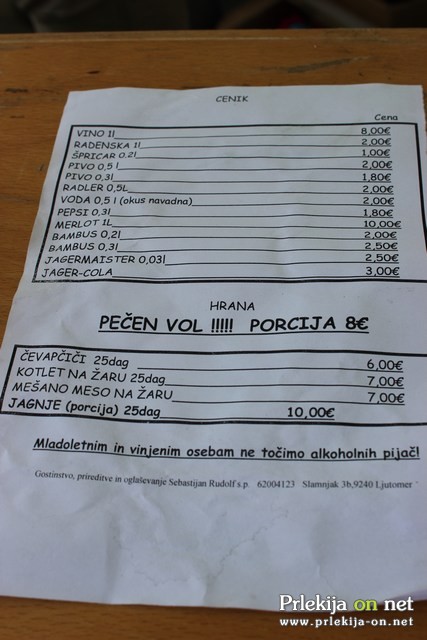 CENIK
Cena
VINO 1l 8,00€
RADENSKA 1l 2,00€
ŠPRICAR 0.2l 1,00€
PIVO 0,5 l 2,00€
PIVO 0,3l 1,80€
RADLER 0,5L 2,00€
VODA 0,5 l (okus navadna) 2,00€
PEPSI 0,3l 1,80€
MERLOT 1L 10,00€
BAMBUS 0,2l 2,00€
BAMBUS 0,3l 2,50€
JAGERMAISTER 0,03l 2,50€
JAGER-COLA 3,00€
HRANA
PEČEN VOL !!!!! PORCIJA 8€
ČEVAPČIČI 25dag 6,00€
KOTLET NA ŽARU 25dag 7,00€
MEŠANO MESO NA ŽARU 7,00€
JAGNJE (porcija) 25dag 10,00€
Mladoletnim in vinjenim osebam ne točimo alkoholnih pijač!
Gostinstvo, prireditve in oglaševanje Sebastijan Rudolf s.p. 62004123 Slamnjak 3b,9240 Ljutomer
Prlekija on net
www.prlekija-on.net